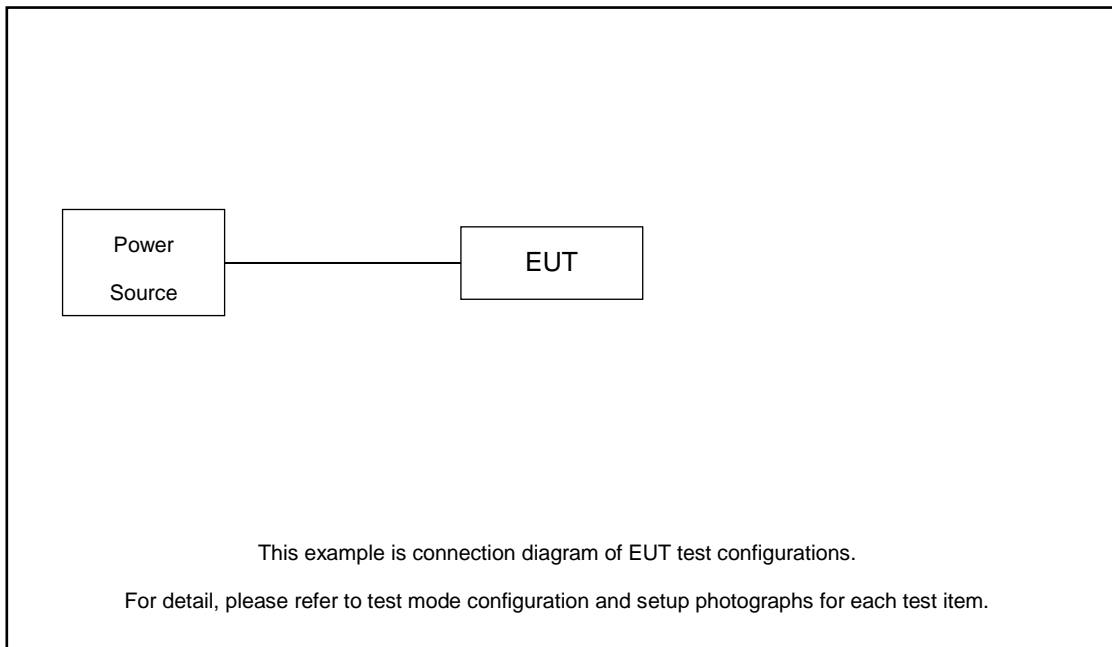 Power
Source
EUT
This example is connection diagram of EUT test configurations.
For detail, please refer to test mode configuration and setup photographs for each test item.